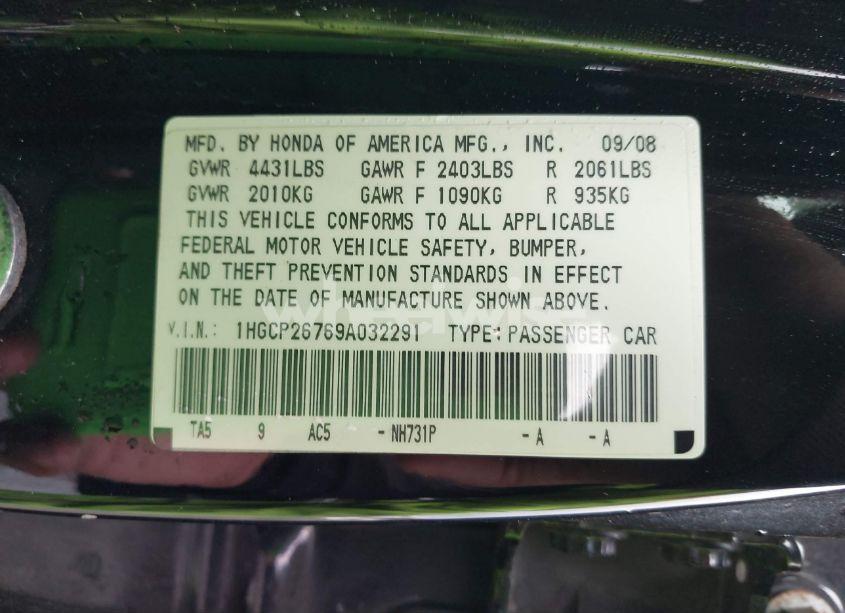 MFD. BY HONDA OF AMERICA MFG., INC. 09/08
GVWR 4431LBS GAWR F 2403LBS R 2061LBS
GVWR 2010KG GAWR F 1090KG R 935KG
THIS VEHICLE CONFORMS TO ALL APPLICABLE
FEDERAL MOTOR VEHICLE SAFETY, BUMPER,
AND THEFT PREVENTION STANDARDS IN EFFECT
ON THE DATE OF MANUFACTURE SHOWN ABOVE.
wheelwise
V.I.N.: 1HGCP26769A032291 TYPE: PASSENGER CAR
TA5 9 AC5 - NH731P - A - A